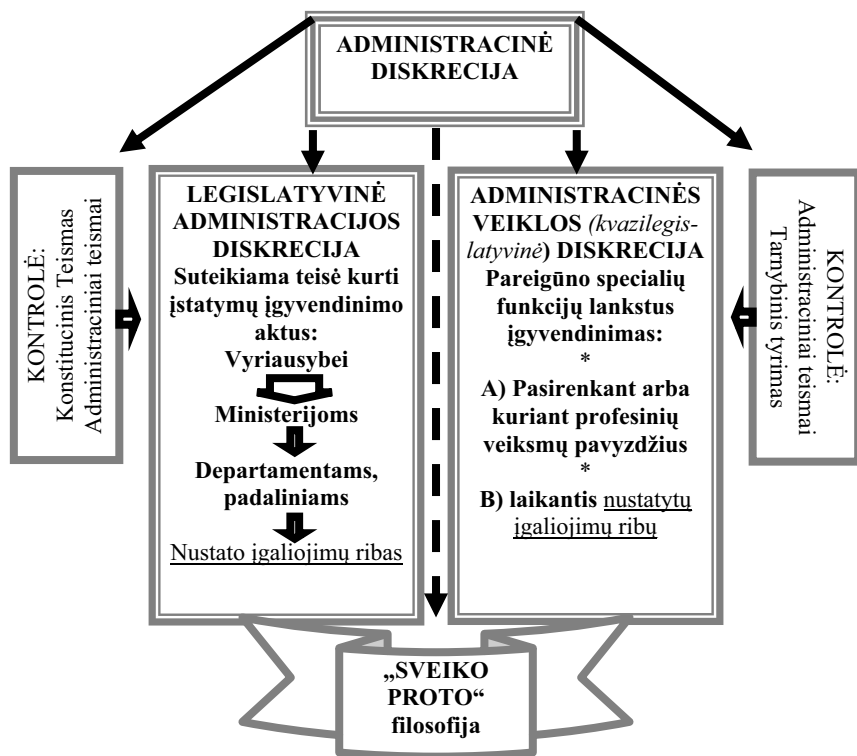 ADMINISTRACINĖ
DISKRECIJA
KONTROLĖ:
Konstitucinis Teismas
Administraciniai teismai
LEGISLATYVINĖ
ADMINISTRACIJOS
DISKRECIJA
Suteikiama teisė kurti
įstatymų įgyvendinimo
aktus:
Vyriausybei
Ministerijoms
Departamentams,
padaliniams
Nustato įgaliojimų ribas
ADMINISTRACINĖS
VEIKLOS (kvazilegis-
latyvinė) DISKRECIJA
Pareigūno specialių
funkcijų lankstus
įgyvendinimas:
*
A) Pasirenkant arba
kuriant profesinių
veiksmų pavyzdžius
*
B) laikantis nustatytų
įgaliojimų ribų
KONTROLĖ:
Administraciniai teismai
Tarnybinis tyrimas
„SVEIKO
PROTO“
filosofija